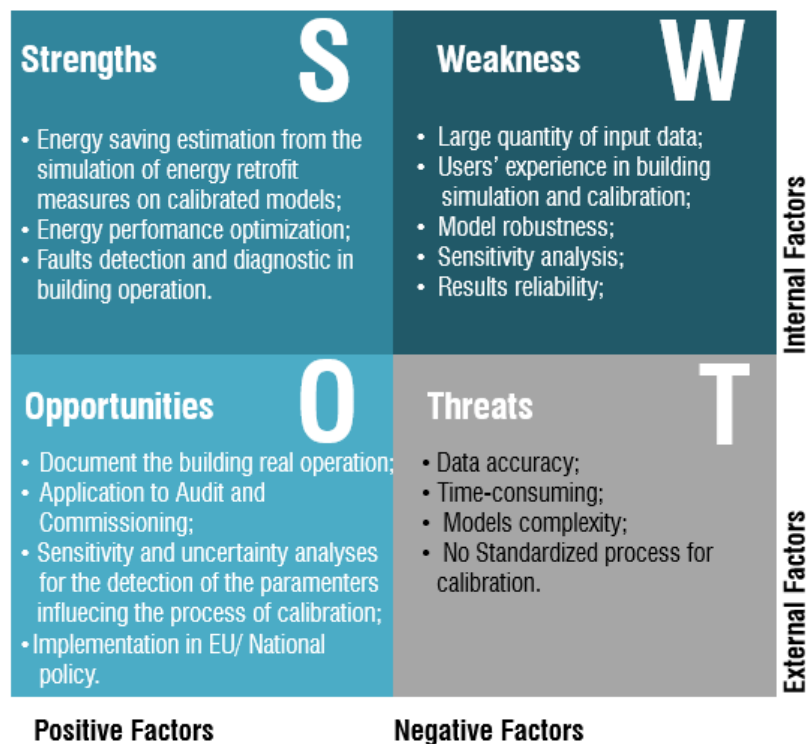 Strengths
S
• Energy saving estimation from the
simulation of energy retrofit
measures on calibrated models;
• Energy perfomance optimization;
• Faults detection and diagnostic in
building operation.
Weakness
W
• Large quantity of input data;
• Users' experience in building
simulation and calibration;
• Model robustness;
• Sensitivity analysis;
• Results reliability;
Internal Factors
Opportunities
O
• Document the building real operation;
• Application to Audit and
Commissioning;
• Sensitivity and uncertainty analyses
for the detection of the paramenters
influecing the process of calibration;
• Implementation in EU/ National
policy.
Threats
T
• Data accuracy;
• Time-consuming;
• Models complexity;
• No Standardized process for
calibration.
External Factors
Positive Factors
Negative Factors